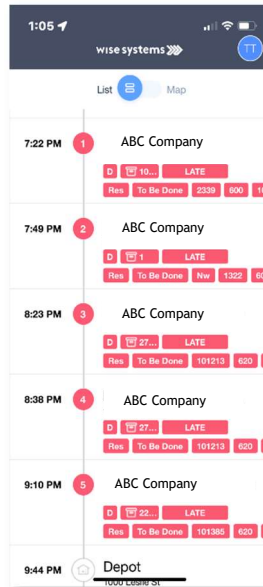 1:05
wise systems
TT
List Map
7:22 PM 1 ABC Company
D 10... LATE
Res To Be Done 2339 600
7:49 PM 2 ABC Company
D 1 LATE
Res To Be Done Nw 1322
8:23 PM 3 ABC Company
D 27... LATE
Res To Be Done 101213 620
8:38 PM 4 ABC Company
D 27... LATE
Res To Be Done 101213 620
9:10 PM 5 ABC Company
D 22... LATE
Res To Be Done 101385 620
9:44 PM Depot
1000 Leslie St